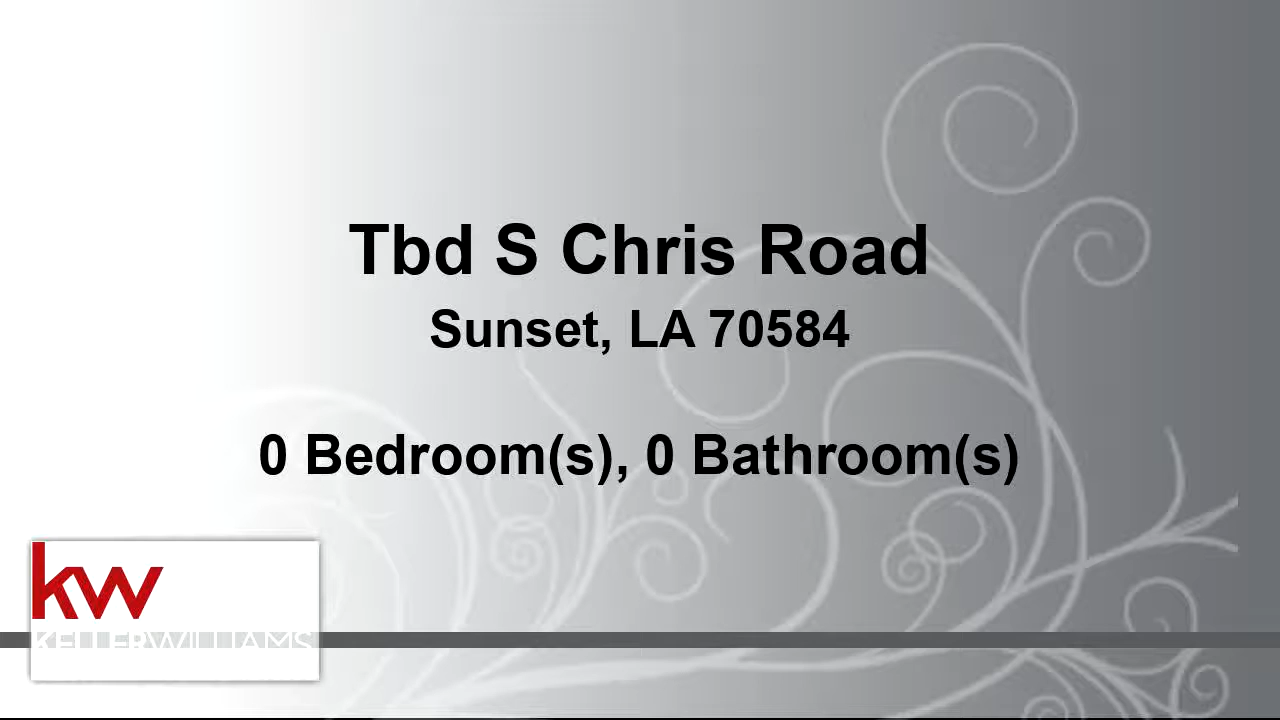 Tbd S Chris Road
Sunset, LA 70584
0 Bedroom(s), 0 Bathroom(s)
kw
KELLERWILLIAMS